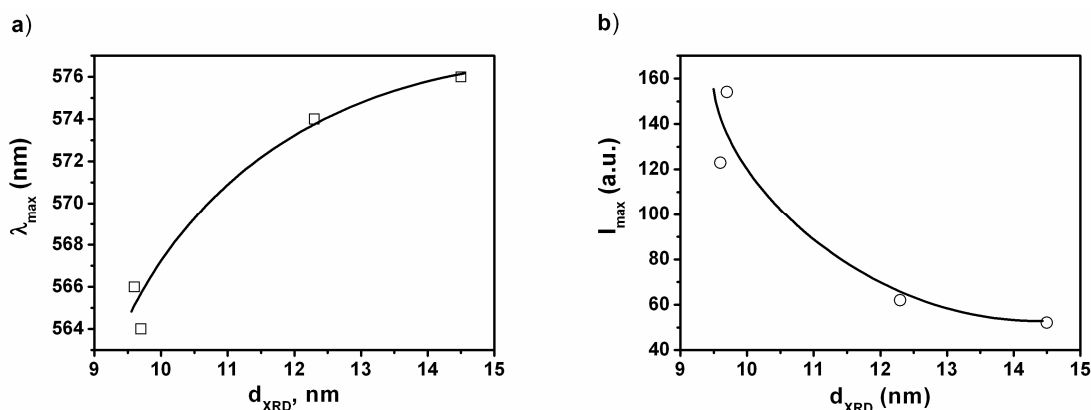 a)
576
574
572
570
568
566
564
λmax (nm)
9 10 11 12 13 14 15
dXRD, nm
b)
160
140
120
100
80
60
40
Imax (a.u.)
9 10 11 12 13 14 15
dXRD (nm)